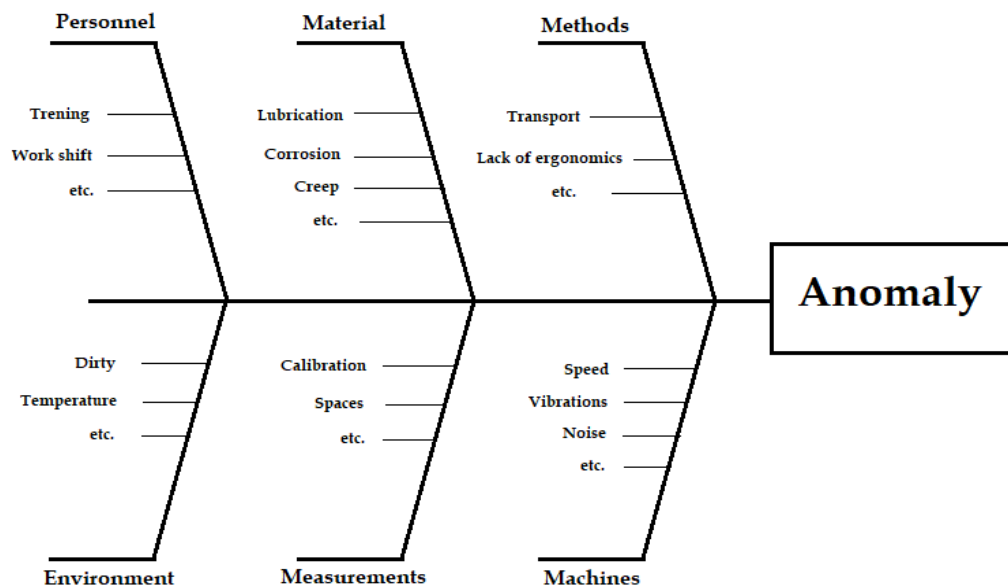 Personnel
Material
Methods
Trening
Work shift
etc.
Lubrication
Corrosion
Creep
etc.
Transport
Lack of ergonomics
etc.
Anomaly
Dirty
Temperature
etc.
Calibration
Spaces
etc.
Speed
Vibrations
Noise
etc.
Environment
Measurements
Machines